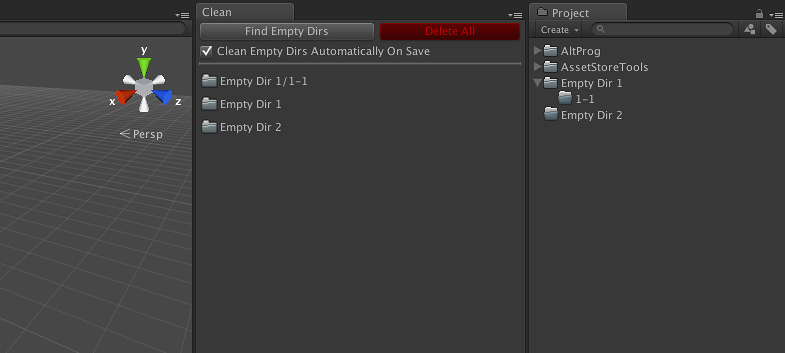 y
x
z
Persp
Clean
Find Empty Dirs
Delete All
Clean Empty Dirs Automatically On Save
Empty Dir 1/1-1
Empty Dir 1
Empty Dir 2
Project
Create
AltProg
AssetStoreTools
Empty Dir 1
1-1
Empty Dir 2